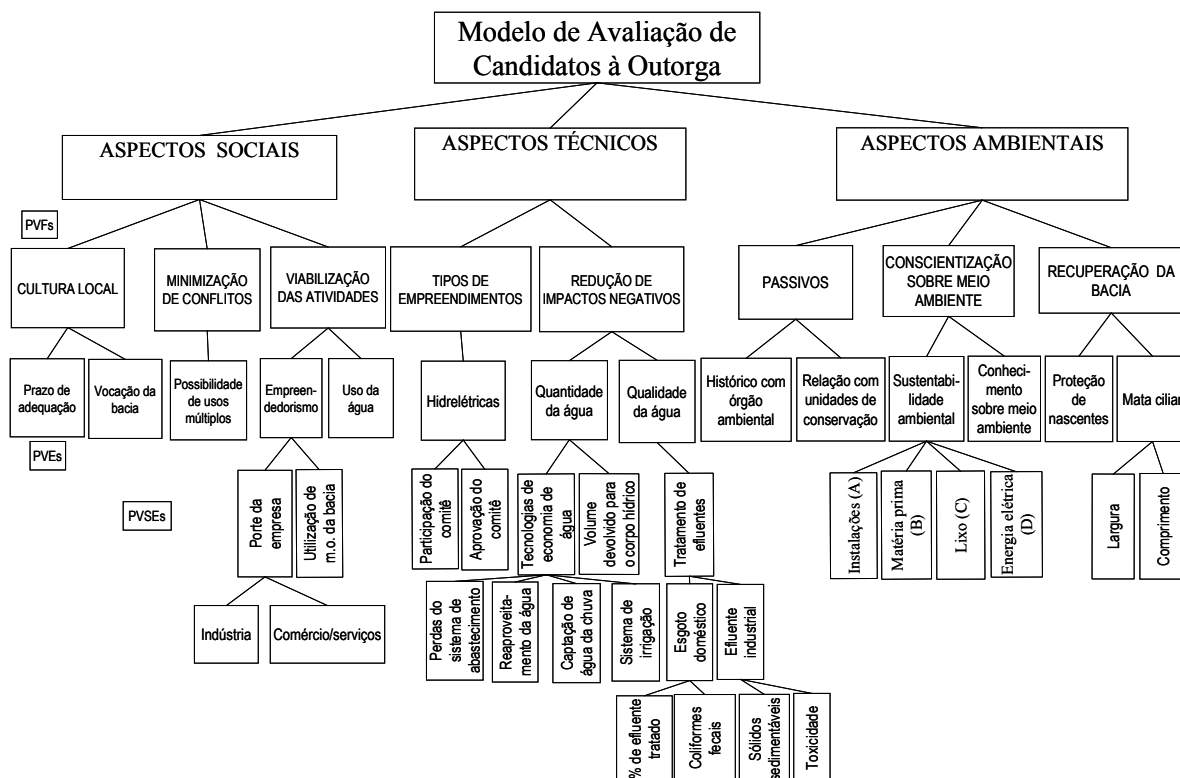 Modelo de Avaliação de
Candidatos à Outorga
ASPECTOS SOCIAIS
ASPECTOS TÉCNICOS
ASPECTOS AMBIENTAIS
PVFs
CULTURA LOCAL
MINIMIZAÇÃO
DE CONFLITOS
VIABILIZAÇÃO
DAS ATIVIDADES
TIPOS DE
EMPREENDIMENTOS
REDUÇÃO DE
IMPACTOS NEGATIVOS
PASSIVOS
CONSCIENTIZAÇÃO
SOBRE MEIO
AMBIENTE
RECUPERAÇÃO DA
BACIA
Prazo de
adequação
Vocação da
bacia
Possibilidade
de usos
múltiplos
Empreen-
dedorismo
Uso da
água
Hidrelétricas
Quantidade
da água
Qualidade
da água
Histórico com
órgão
ambiental
Relação com
unidades de
conservação
Sustentabi-
lidade
ambiental
Conheci-
mento
sobre meio
ambiente
Proteção
de
nascentes
Mata ciliar
PVEs
PVSEs
Porte da
empresa
Utilização de
m.o. da bacia
Participação do
comitê
Aprovação do
comitê
Tecnologias de
economia de
água
Volume
devolvido para
o corpo hídrico
Tratamento de
efluentes
Instalações (A)
Matéria prima
(B)
Lixo (C)
Energia elétrica
(D)
Largura
Comprimento
Indústria
Comércio/serviços
Perdas do
sistema de
abastecimento
Reaproveita-
mento da água
Captação de
água da chuva
Sistema de
irrigação
Esgoto
doméstico
Efluente
industrial
% de efluente
tratado
Coliformes
fecais
Sólidos
sedimentáveis
Toxicidade